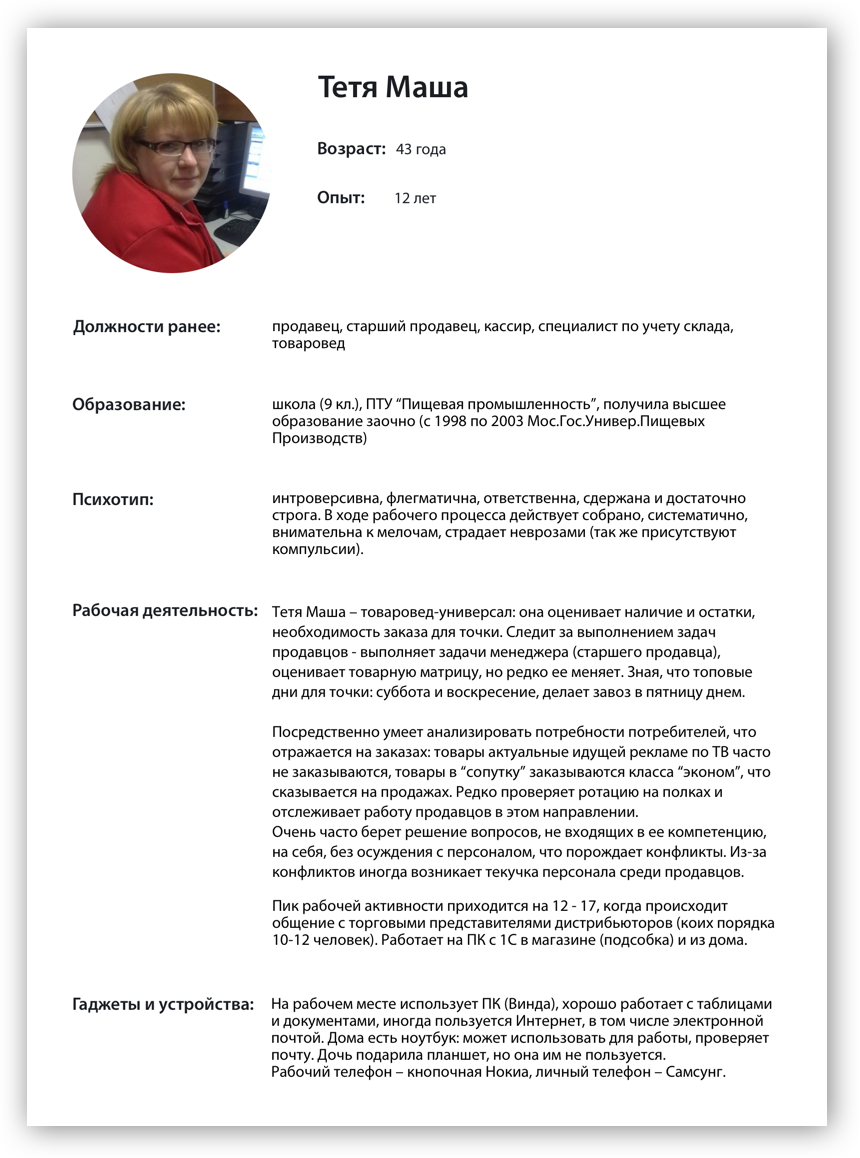 Тетя Маша
Возраст: 43 года
Опыт: 12 лет
Должности ранее: продавец, старший продавец, кассир, специалист по учету склада,
товаровед
Образование: школа (9 кл.), ПТУ “Пищевая промышленность”, получила высшее
образование заочно (с 1998 по 2003 Мос.Гос.Универ.Пищевых
Производств)
Психотип: интроверсивна, флегматична, ответственна, сдержана и достаточно
строга. В ходе рабочего процесса действует собрано, систематично,
внимательна к мелочам, страдает неврозами (так же присутствуют
компульсии).
Рабочая деятельность: Тетя Маша – товаровед-универсал: она оценивает наличие и остатки,
необходимость заказа для точки. Следит за выполнением задач
продавцов - выполняет задачи менеджера (старшего продавца),
оценивает товарную матрицу, но редко ее меняет. Зная, что топовые
дни для точки: суббота и воскресение, делает завоз в пятницу днем.
Посредственно умеет анализировать потребности потребителей, что
отражается на заказах: товары актуальные идущей рекламе по ТВ часто
не заказываются, товары в “сопутку” заказываются класса “эконом”, что
сказывается на продажах. Редко проверяет ротацию на полках и
отслеживает работу продавцов в этом направлении.
Очень часто берет решение вопросов, не входящих в ее компетенцию,
на себя, без осуждения с персоналом, что порождает конфликты. Из-за
конфликтов иногда возникает текучка персонала среди продавцов.
Пик рабочей активности приходится на 12 - 17, когда происходит
общение с торговыми представителями дистрибьюторов (коих порядка
10-12 человек). Работает на ПК с 1С в магазине (подсобка) и из дома.
Гаджеты и устройства: На рабочем месте использует ПК (Винда), хорошо работает с таблицами
и документами, иногда пользуется Интернет, в том числе электронной
почтой. Дома есть ноутбук: может использовать для работы, проверяет
почту. Дочь подарила планшет, но она им не пользуется.
Рабочий телефон – кнопочная Нокиа, личный телефон – Самсунг.